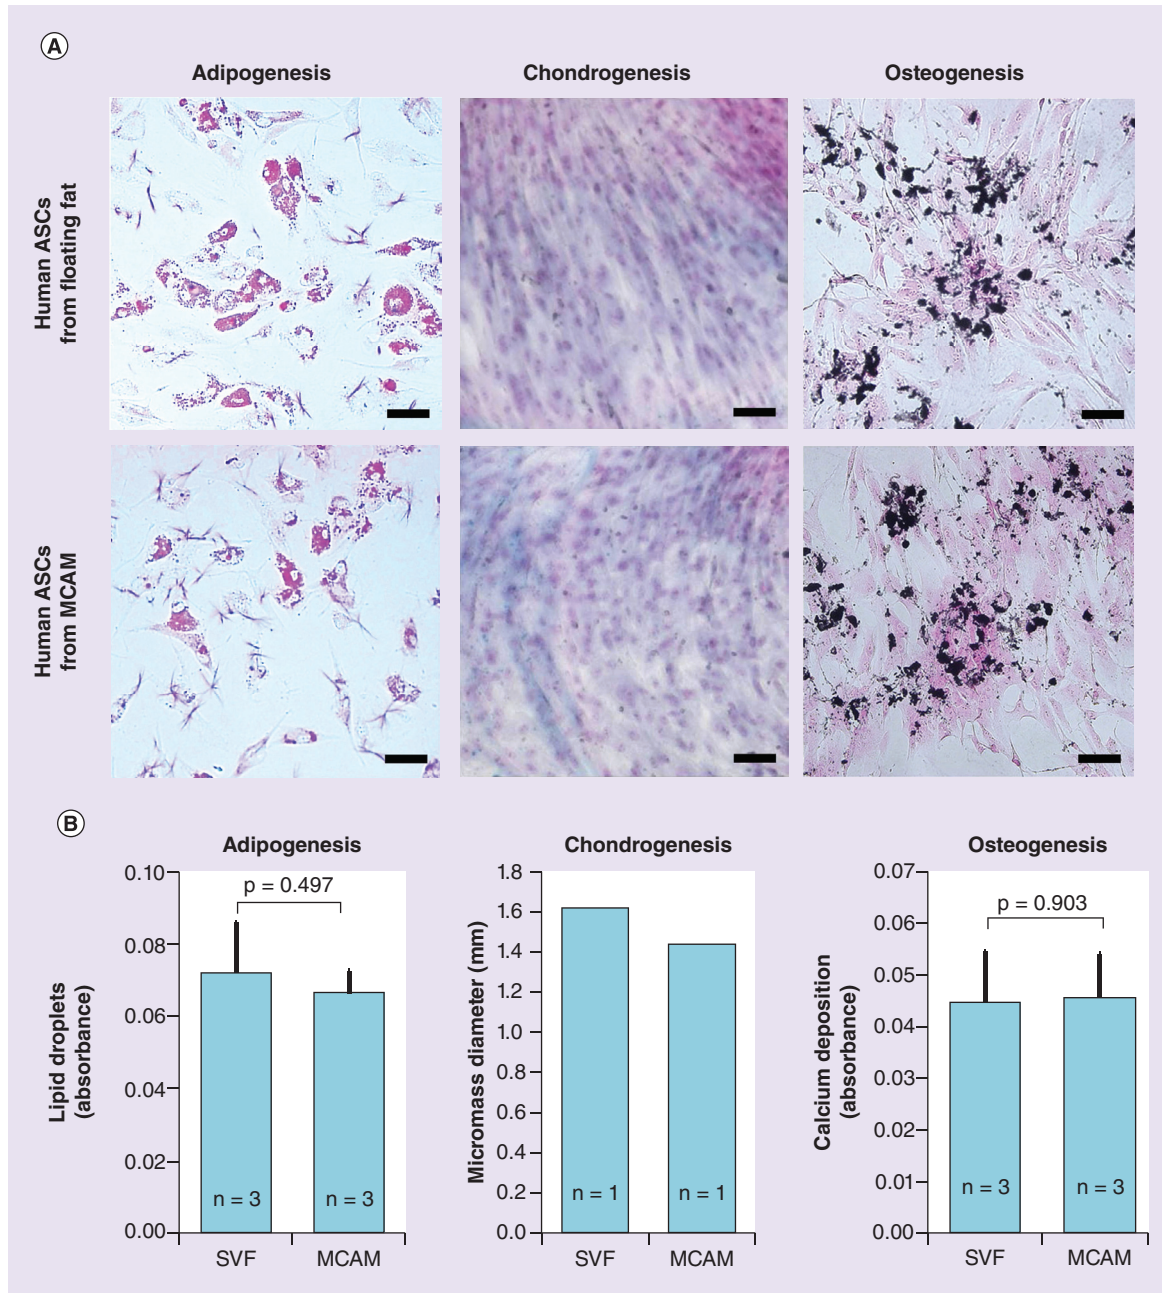 A
Adipogenesis
Chondrogenesis
Osteogenesis
Human ASCs
from floating fat
Human ASCs
from MCAM
B
Adipogenesis
Lipid droplets
(absorbance)
0.10
0.08
0.06
0.04
0.02
0.00
p = 0.497
n = 3
n = 3
SVF
MCAM
Chondrogenesis
Micromass diameter (mm)
1.8
1.6
1.4
1.2
1.0
0.8
0.6
0.4
0.2
0.0
n = 1
n = 1
SVF
MCAM
Osteogenesis
Calcium deposition
(absorbance)
0.07
0.06
0.05
0.04
0.03
0.02
0.01
0.00
p = 0.903
n = 3
n = 3
SVF
MCAM